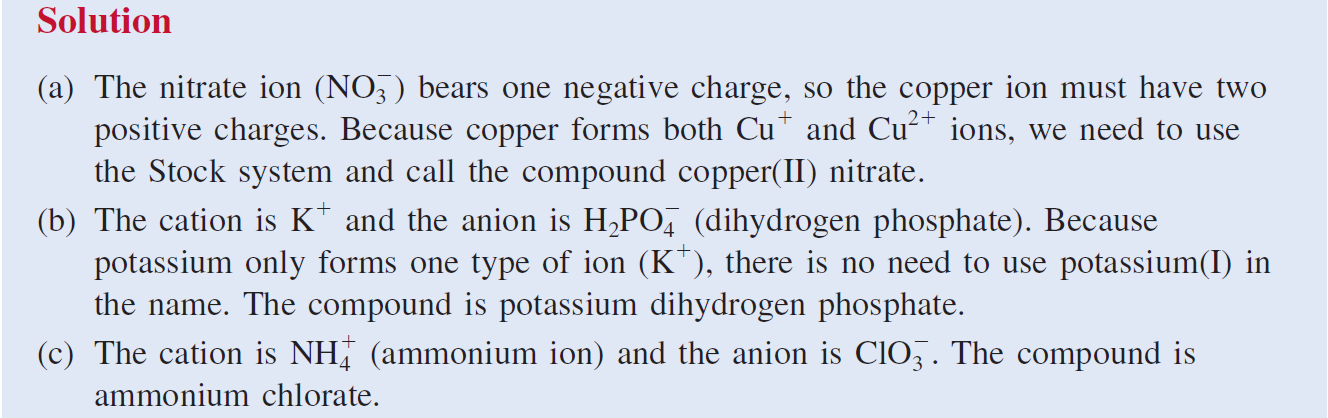 Solution
(a) The nitrate ion (NO₃⁻) bears one negative charge, so the copper ion must have two
positive charges. Because copper forms both Cu⁺ and Cu²⁺ ions, we need to use
the Stock system and call the compound copper(II) nitrate.
(b) The cation is K⁺ and the anion is H₂PO₄⁻ (dihydrogen phosphate). Because
potassium only forms one type of ion (K⁺), there is no need to use potassium(I) in
the name. The compound is potassium dihydrogen phosphate.
(c) The cation is NH₄⁺ (ammonium ion) and the anion is ClO₃⁻. The compound is
ammonium chlorate.